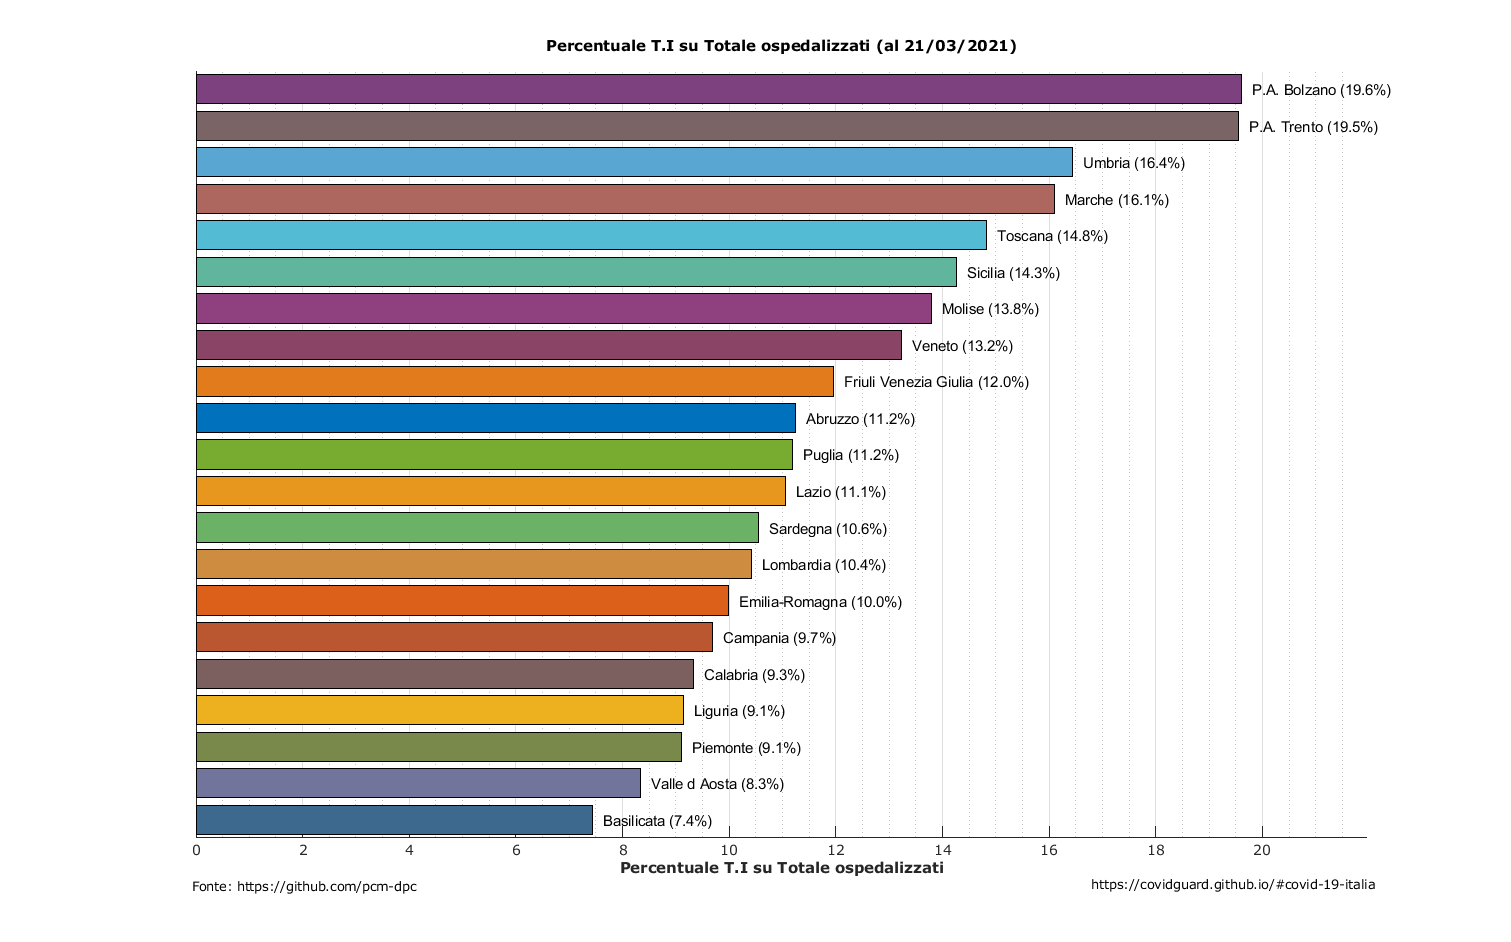 Percentuale T.I su Totale ospedalizzati (al 21/03/2021)
P.A. Bolzano (19.6%)
P.A. Trento (19.5%)
Umbria (16.4%)
Marche (16.1%)
Toscana (14.8%)
Sicilia (14.3%)
Molise (13.8%)
Veneto (13.2%)
Friuli Venezia Giulia (12.0%)
Abruzzo (11.2%)
Puglia (11.2%)
Lazio (11.1%)
Sardegna (10.6%)
Lombardia (10.4%)
Emilia-Romagna (10.0%)
Campania (9.7%)
Calabria (9.3%)
Liguria (9.1%)
Piemonte (9.1%)
Valle d Aosta (8.3%)
Basilicata (7.4%)
0 2 4 6 8 10 12 14 16 18 20
Percentuale T.I su Totale ospedalizzati
Fonte: https://github.com/pcm-dpc
https://covidguard.github.io/#covid-19-italia